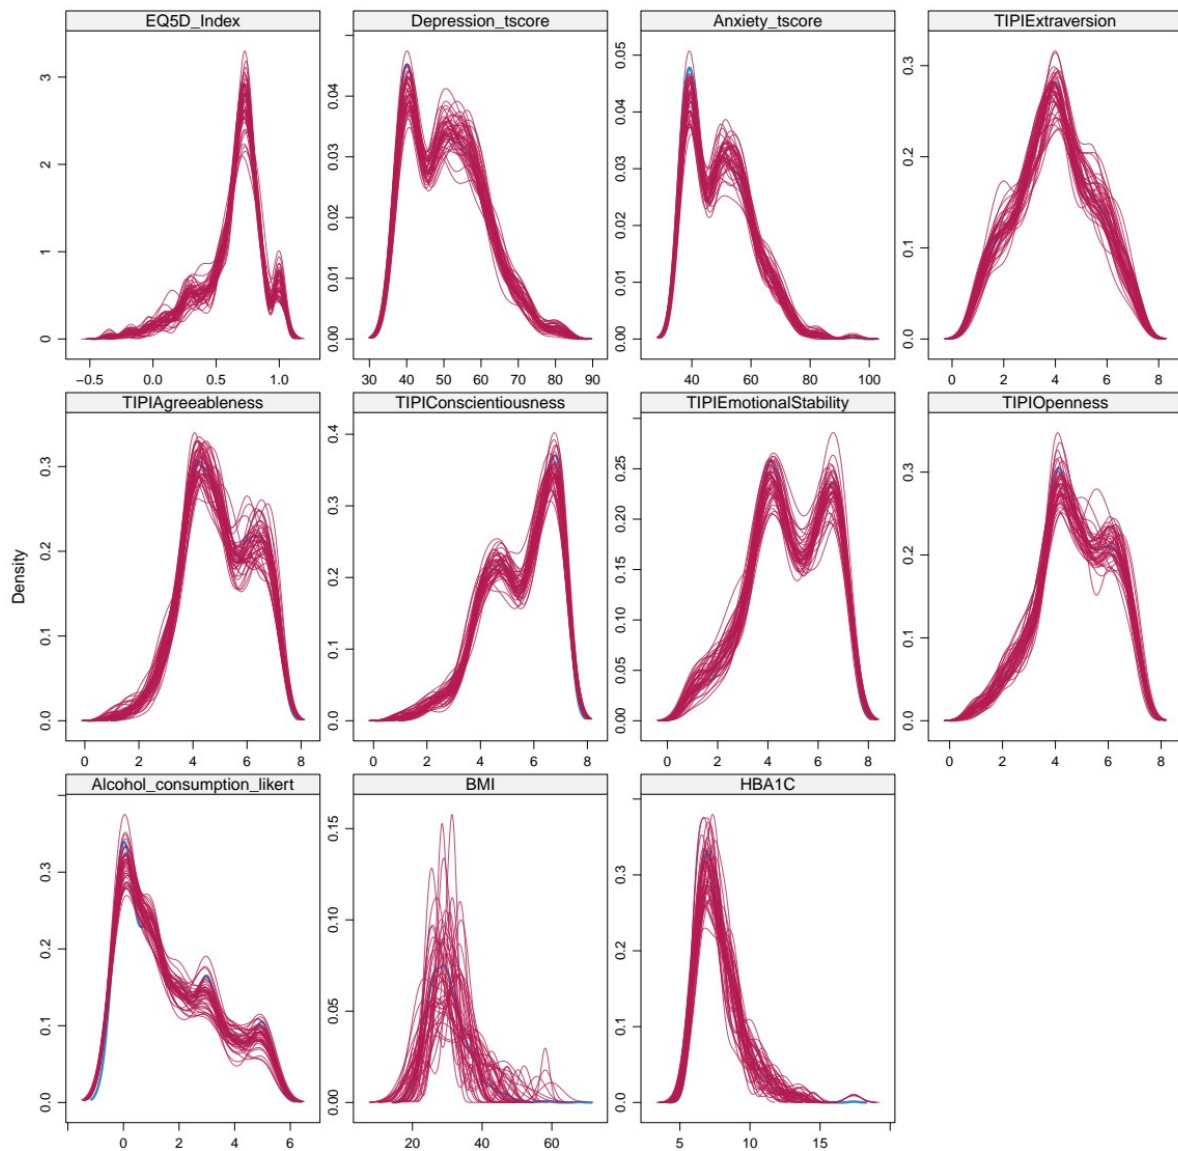 EQ5D_Index Depression_tscore Anxiety_tscore TIPIExtraversion
0 1 2 3
0.00 0.01 0.02 0.03 0.04
0.00 0.01 0.02 0.03 0.04 0.05
0.0 0.1 0.2 0.3
−0.5 0.0 0.5 1.0
30 40 50 60 70 80 90
40 60 80 100
0 2 4 6 8
TIPIAgreeableness TIPIConscientiousness TIPIEmotionalStability TIPIOpenness
Density
0.0 0.1 0.2 0.3
0.0 0.1 0.2 0.3 0.4
0.00 0.05 0.10 0.15 0.20 0.25
0.0 0.1 0.2 0.3
0 2 4 6 8
0 2 4 6 8
0 2 4 6 8
0 2 4 6 8
Alcohol_consumption_likert BMI HBA1C
0.0 0.1 0.2 0.3
0.00 0.05 0.10 0.15
0.0 0.1 0.2 0.3
0 2 4 6
20 40 60
5 10 15